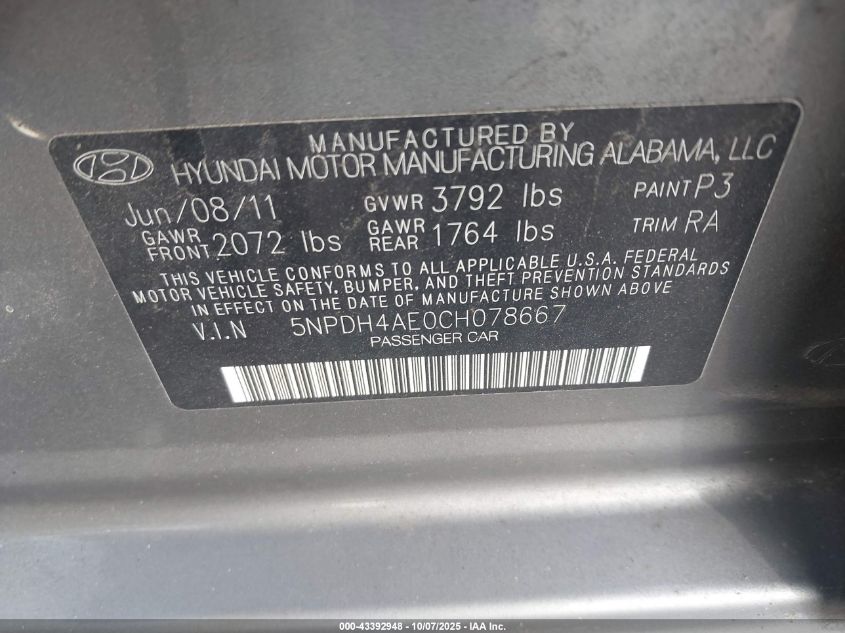 MANUFACTURED BY
HYUNDAI MOTOR MANUFACTURING ALABAMA, LLC
Jun/08/11 GVWR 3792 lbs PAINT P3
GAWR FRONT 2072 lbs GAWR REAR 1764 lbs TRIM RA
THIS VEHICLE CONFORMS TO ALL APPLICABLE U.S.A. FEDERAL
MOTOR VEHICLE SAFETY, BUMPER, AND THEFT PREVENTION STANDARDS
IN EFFECT ON THE DATE OF MANUFACTURE SHOWN ABOVE
V.I.N 5NPDH4AE0CH078667
PASSENGER CAR
000-43392948 - 10/07/2025 - IAA Inc.